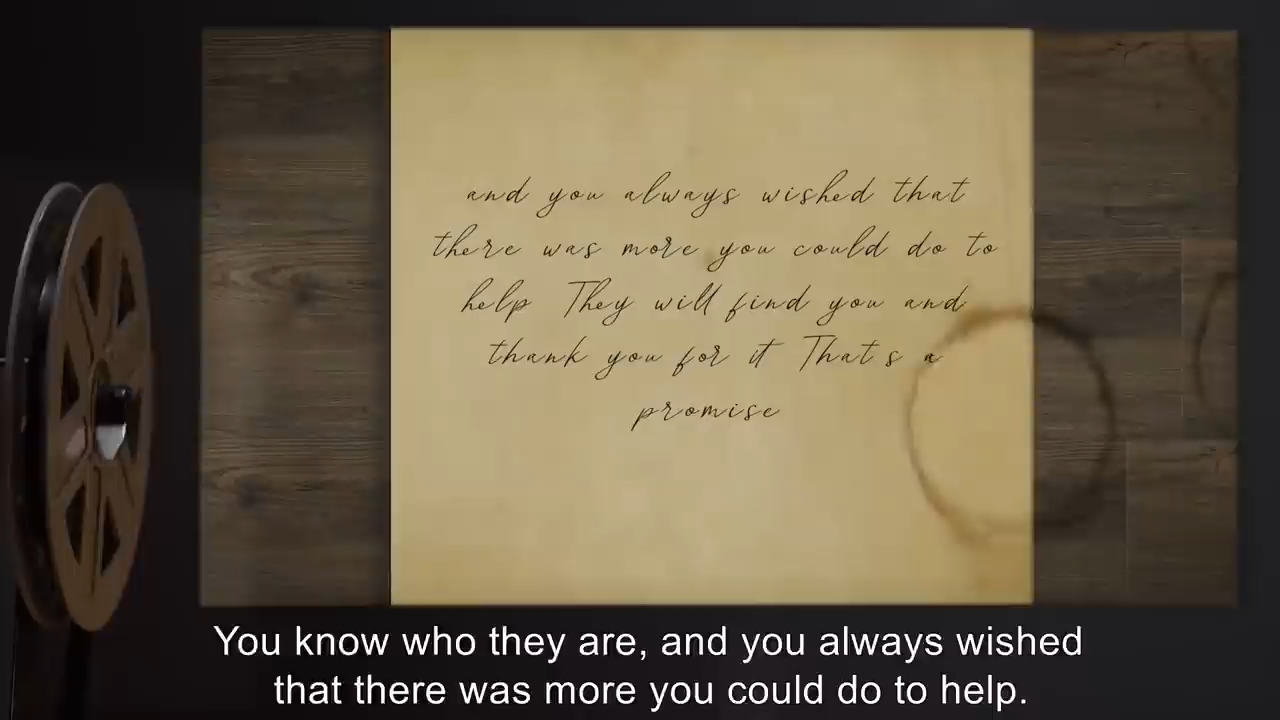 and you always wished that
there was more you could do to
help They will find you and
thank you for it That s a
promise
You know who they are, and you always wished
that there was more you could do to help.